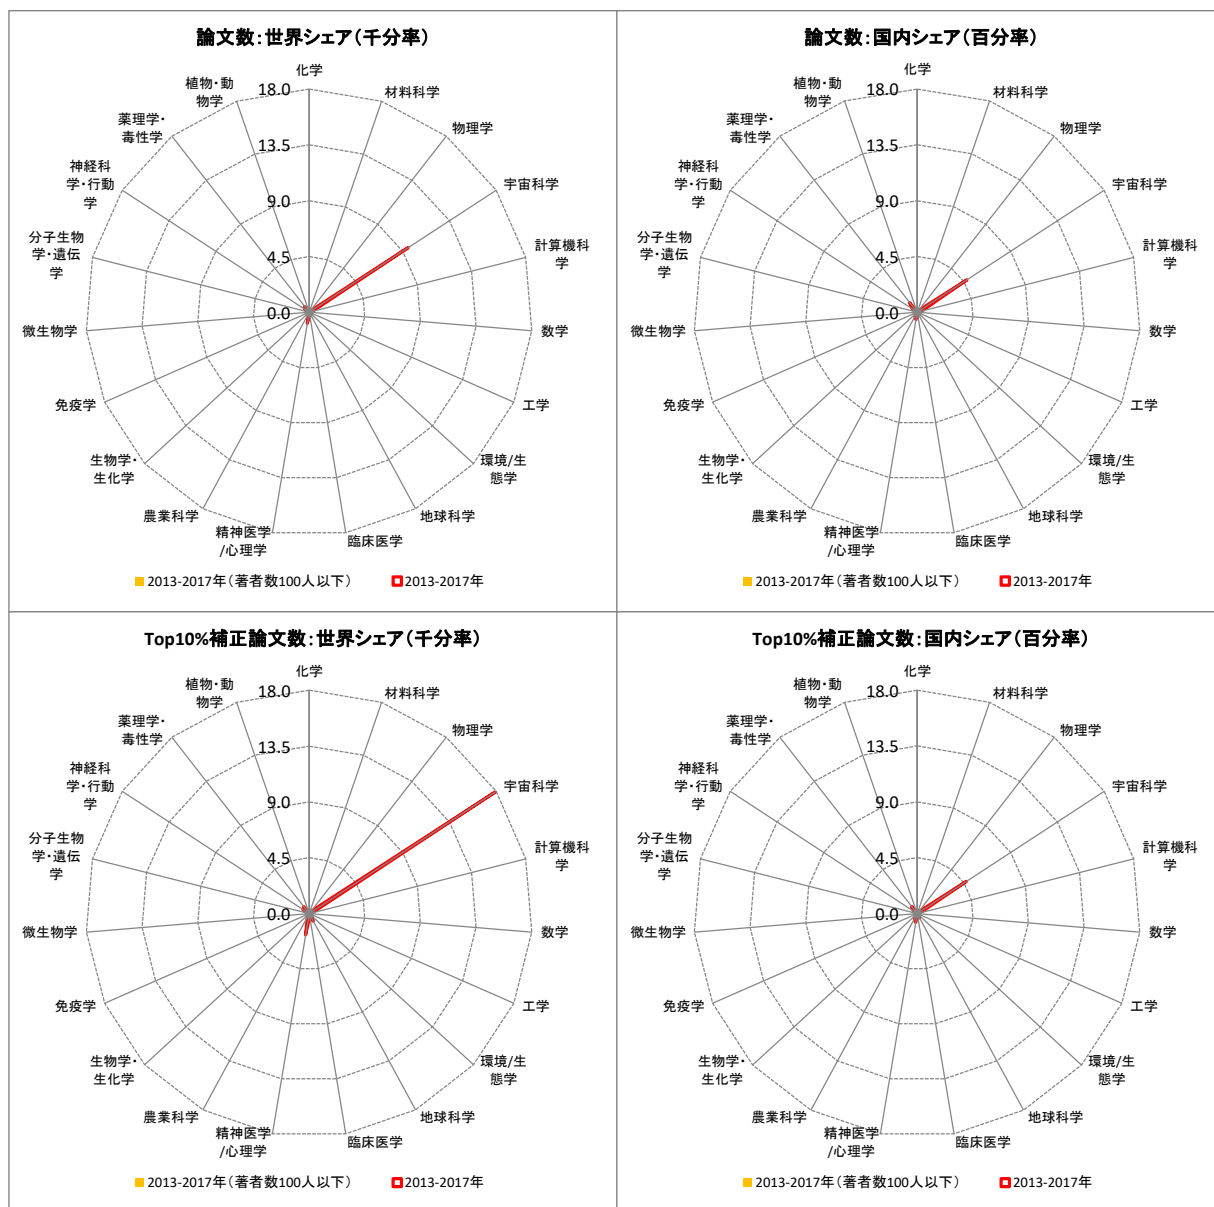 論文数:世界シェア(千分率)
化学
材料科学
物理学
宇宙科学
計算機科
学
数学
工学
環境/生
態学
地球科学
臨床医学
精神医学
/心理学
農業科学
生物学・
生化学
免疫学
微生物学
分子生物
学・遺伝
学
神経科
学・行動
学
薬理学・
毒性学
植物・動
物学
18.0
13.5
9.0
4.5
0.0
2013-2017年(著者数100人以下)
2013-2017年
論文数:国内シェア(百分率)
化学
材料科学
物理学
宇宙科学
計算機科
学
数学
工学
環境/生
態学
地球科学
臨床医学
精神医学
/心理学
農業科学
生物学・
生化学
免疫学
微生物学
分子生物
学・遺伝
学
神経科
学・行動
学
薬理学・
毒性学
植物・動
物学
18.0
13.5
9.0
4.5
0.0
2013-2017年(著者数100人以下)
2013-2017年
Top10%補正論文数:世界シェア(千分率)
化学
材料科学
物理学
宇宙科学
計算機科
学
数学
工学
環境/生
態学
地球科学
臨床医学
精神医学
/心理学
農業科学
生物学・
生化学
免疫学
微生物学
分子生物
学・遺伝
学
神経科
学・行動
学
薬理学・
毒性学
植物・動
物学
18.0
13.5
9.0
4.5
0.0
2013-2017年(著者数100人以下)
2013-2017年
Top10%補正論文数:国内シェア(百分率)
化学
材料科学
物理学
宇宙科学
計算機科
学
数学
工学
環境/生
態学
地球科学
臨床医学
精神医学
/心理学
農業科学
生物学・
生化学
免疫学
微生物学
分子生物
学・遺伝
学
神経科
学・行動
学
薬理学・
毒性学
植物・動
物学
18.0
13.5
9.0
4.5
0.0
2013-2017年(著者数100人以下)
2013-2017年